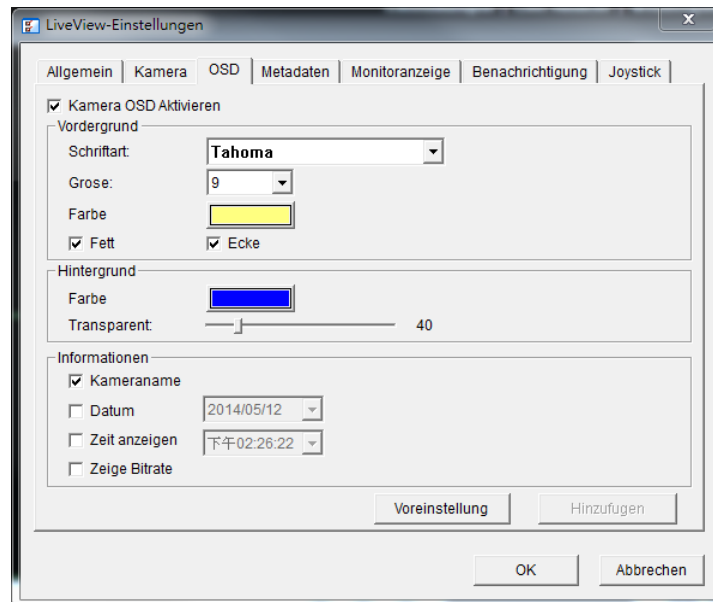 LiveView-Einstellungen
Allgemein Kamera OSD Metadaten Monitoranzeige Benachrichtigung Joystick
Kamera OSD Aktivieren
Vordergrund
Schriftart: Tahoma
Grose: 9
Farbe
Fett Ecke
Hintergrund
Farbe
Transparent: 40
Informationen
Kameraname
Datum 2014/05/12
Zeit anzeigen 下午02:26:22
Zeige Bitrate
Voreinstellung Hinzufugen
OK Abbrechen